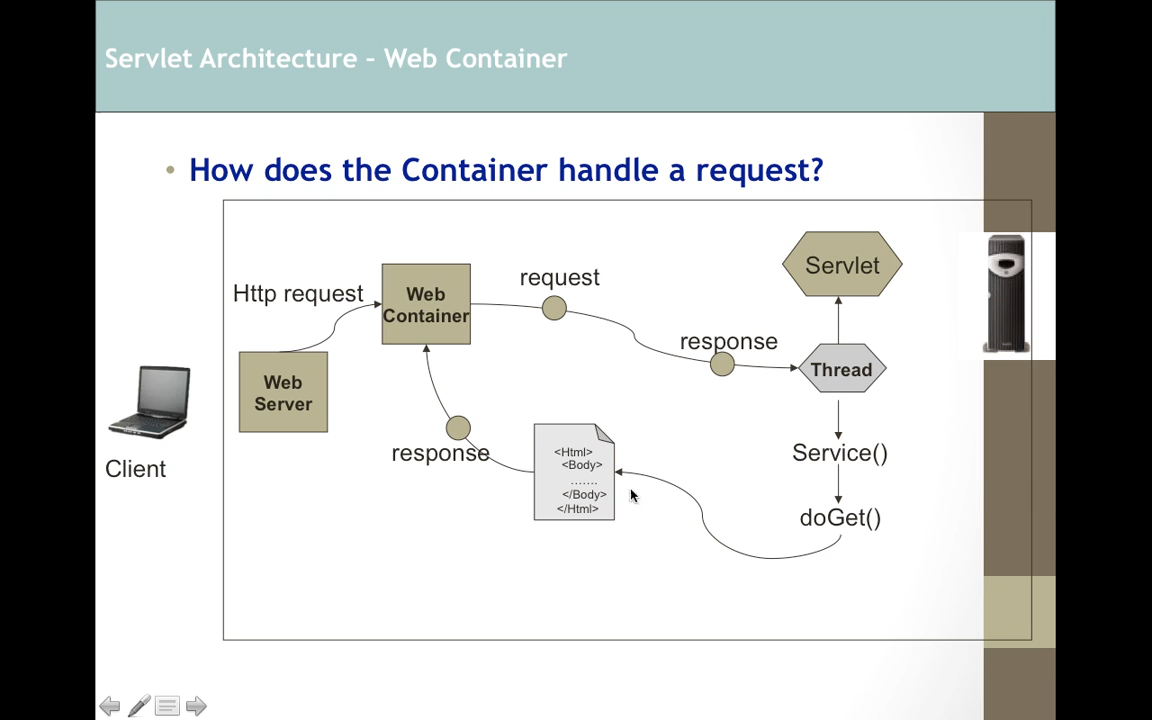 Servlet Architecture – Web Container
• How does the Container handle a request?
Http request
Web
Container
request
Servlet
response
Thread
Web
Server
Client
response
<Html>
<Body>
.......
</Body>
</Html>
Service()
doGet()